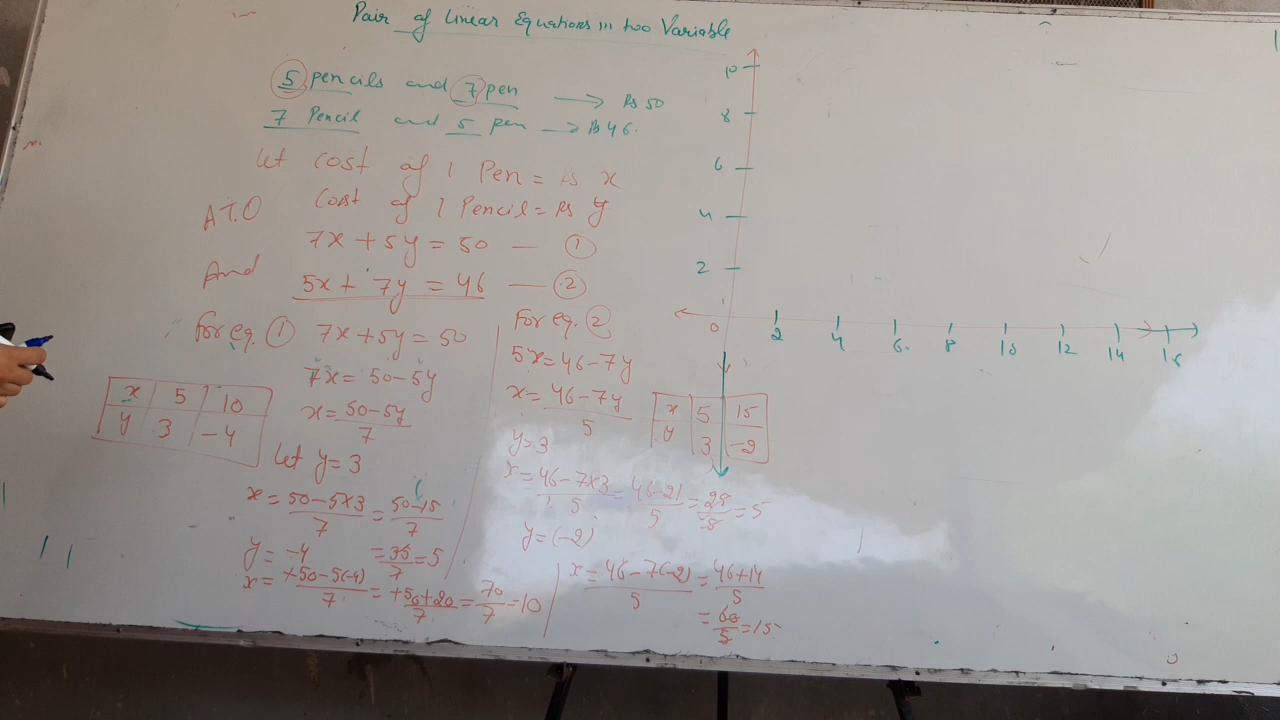 Pair of Linear Equations in two Variable
5 pencils and 7 pen → Rs 50
7 Pencil and 5 pen → Rs 46.
Let cost of 1 Pen = Rs x
A.T.Q Cost of 1 Pencil = Rs y
7x + 5y = 50 — ①
And 5x + 7y = 46 — ②
For eq. ① 7x + 5y = 50
7x = 50 - 5y
x = 50 - 5y / 7
x 5 10
y 3 -4
Let y = 3
x = 50 - 5x3 / 7 = 50 - 15 / 7
= 35 / 7 = 5
y = -4
x = +50 - 5(-4) / 7 = +50 + 20 / 7 = 70 / 7 = 10
For eq. ②
5x = 46 - 7y
x = 46 - 7y / 5
x 5 15
y 3 -2
y = 3
x = 46 - 7x3 / 5 = 46 - 21 / 5 = 25 / 5 = 5
y = (-2)
x = 46 - 7(-2) / 5 = 46 + 14 / 5
= 60 / 5 = 15
10
8
6
4
2
0 2 4 6. 8 10 12 14 16